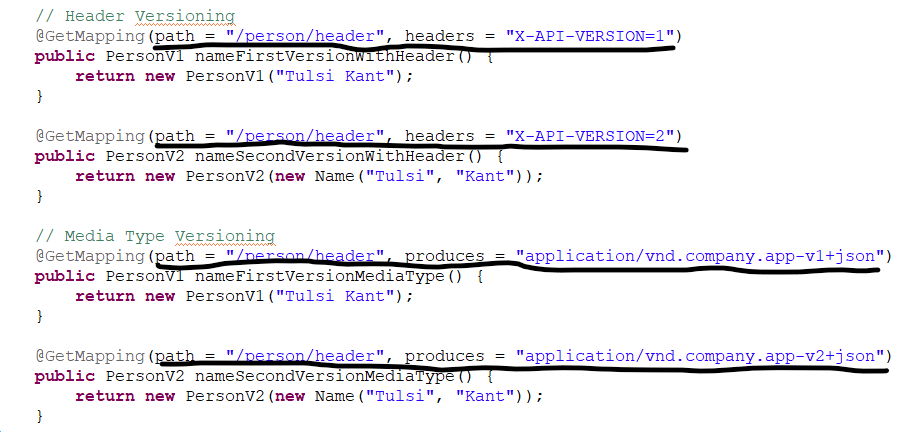 // Header Versioning
@GetMapping(path = "/person/header", headers = "X-API-VERSION=1")
public PersonV1 nameFirstVersionWithHeader() {
    return new PersonV1("Tulsi Kant");
}

@GetMapping(path = "/person/header", headers = "X-API-VERSION=2")
public PersonV2 nameSecondVersionWithHeader() {
    return new PersonV2(new Name("Tulsi", "Kant"));
}

// Media Type Versioning
@GetMapping(path = "/person/header", produces = "application/vnd.company.app-v1+json")
public PersonV1 nameFirstVersionMediaType() {
    return new PersonV1("Tulsi Kant");
}

@GetMapping(path = "/person/header", produces = "application/vnd.company.app-v2+json")
public PersonV2 nameSecondVersionMediaType() {
    return new PersonV2(new Name("Tulsi", "Kant"));
}